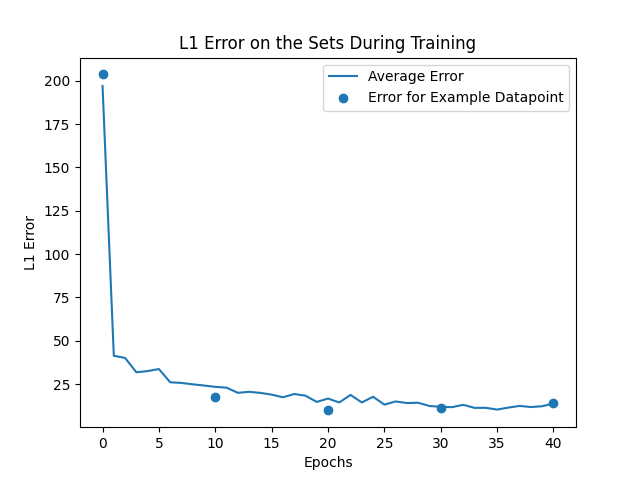 L1 Error on the Sets During Training
Average Error
Error for Example Datapoint
L1 Error
200
175
150
125
100
75
50
25
0 5 10 15 20 25 30 35 40
Epochs